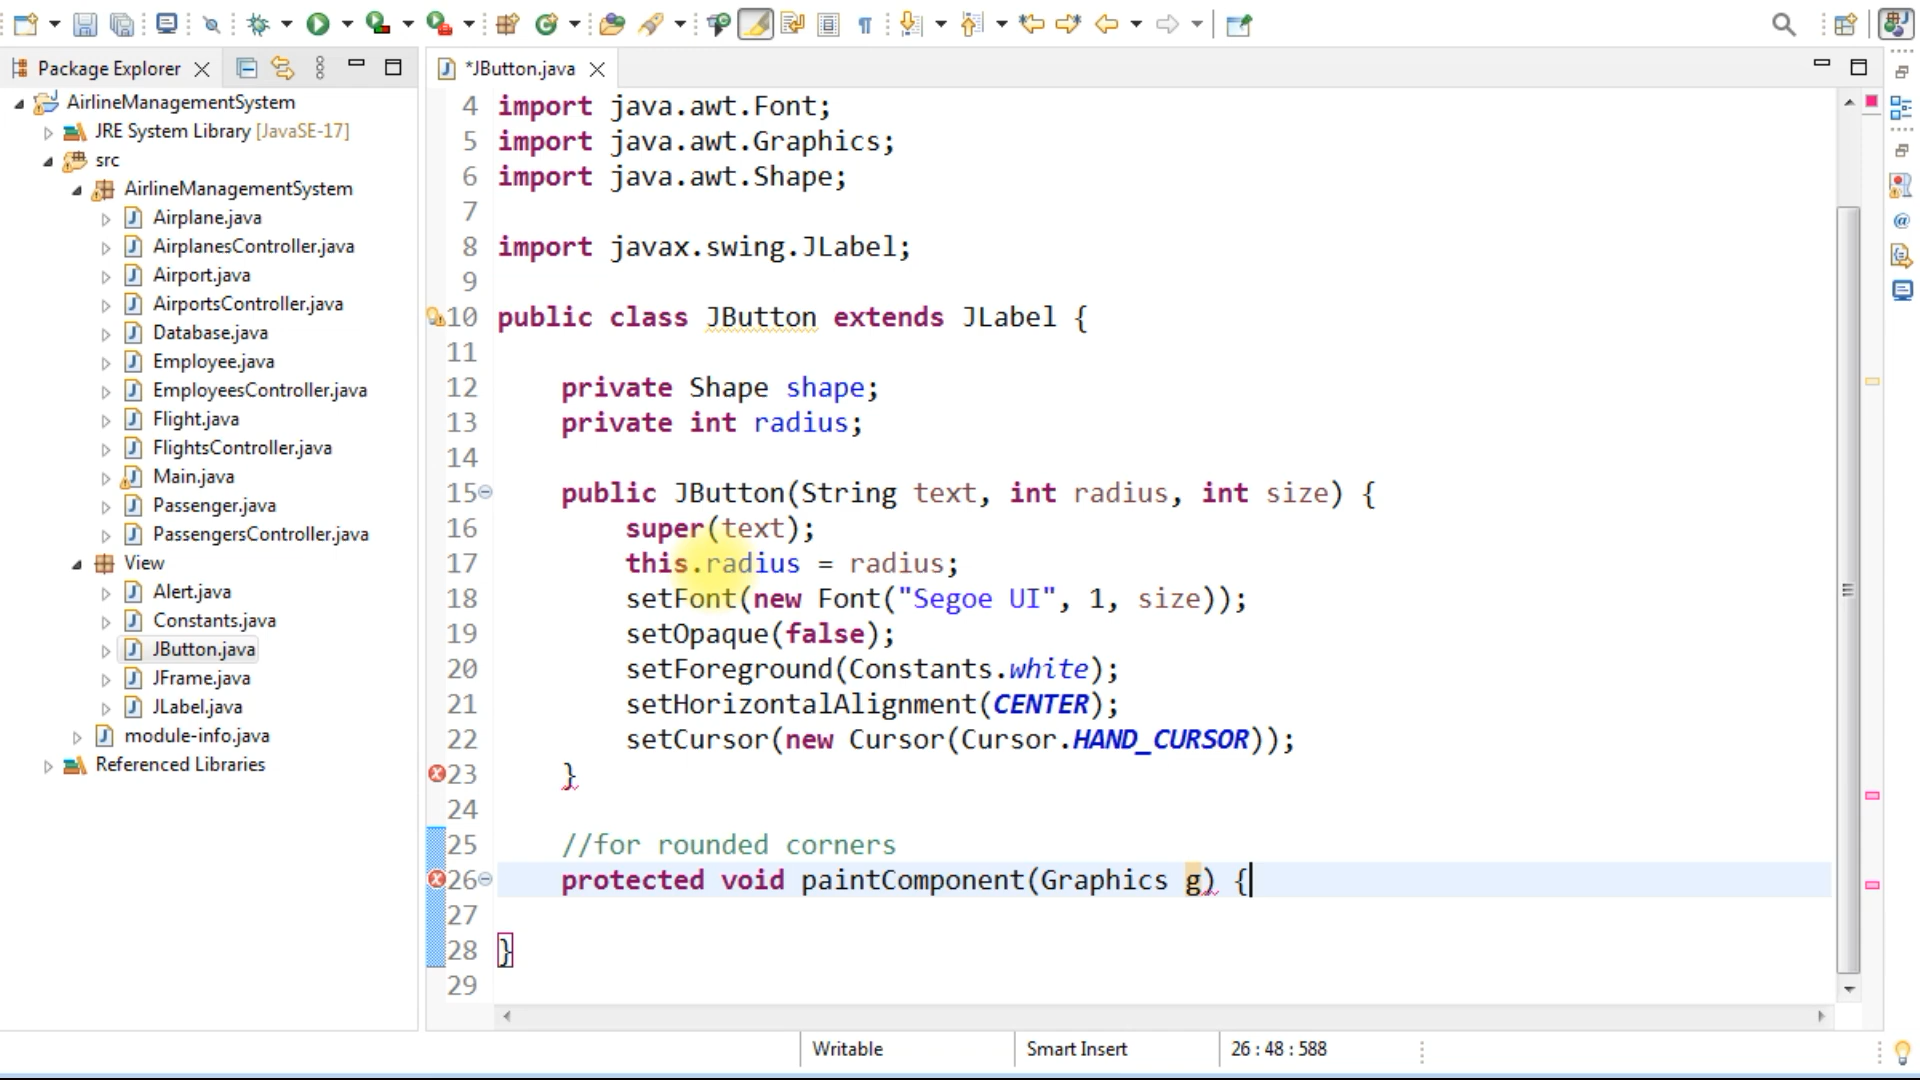 Package Explorer
*JButton.java
AirlineManagementSystem
JRE System Library [JavaSE-17]
src
AirlineManagementSystem
Airplane.java
AirplanesController.java
Airport.java
AirportsController.java
Database.java
Employee.java
EmployeesController.java
Flight.java
FlightsController.java
Main.java
Passenger.java
PassengersController.java
View
Alert.java
Constants.java
JButton.java
JFrame.java
JLabel.java
module-info.java
Referenced Libraries
4 import java.awt.Font;
5 import java.awt.Graphics;
6 import java.awt.Shape;
7
8 import javax.swing.JLabel;
9
10 public class JButton extends JLabel {
11
12 private Shape shape;
13 private int radius;
14
15 public JButton(String text, int radius, int size) {
16 super(text);
17 this.radius = radius;
18 setFont(new Font("Segoe UI", 1, size));
19 setOpaque(false);
20 setForeground(Constants.white);
21 setHorizontalAlignment(CENTER);
22 setCursor(new Cursor(Cursor.HAND_CURSOR));
23 }
24
25 //for rounded corners
26 protected void paintComponent(Graphics g) {
27
28 }
29
Writable
Smart Insert
26 : 48 : 588